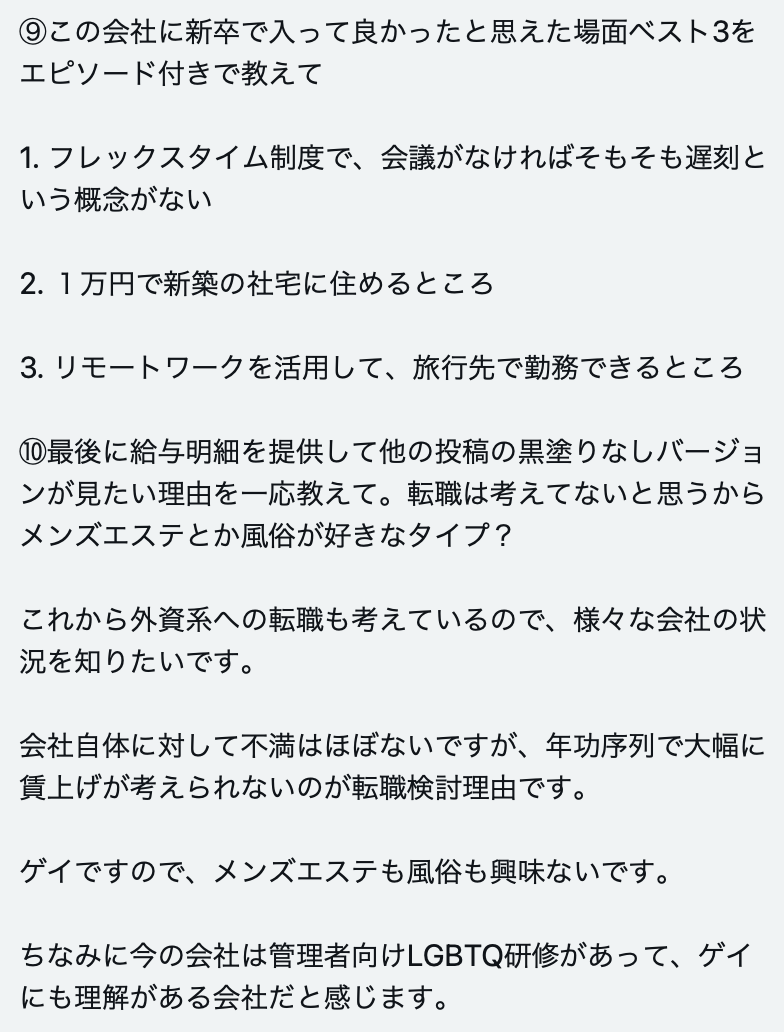 ⑨この会社に新卒で入って良かったと思えた場面ベスト3を
エピソード付きで教えて
1. フレックスタイム制度で、会議がなければそもそも遅刻と
いう概念がない
2. １万円で新築の社宅に住めるところ
3. リモートワークを活用して、旅行先で勤務できるところ
⑩最後に給与明細を提供して他の投稿の黒塗りなしバージョ
ンが見たい理由を一応教えて。転職は考えてないと思うから
メンズエステとか風俗が好きなタイプ？
これから外資系への転職も考えているので、様々な会社の状
況を知りたいです。
会社自体に対して不満はほぼないですが、年功序列で大幅に
賃上げが考えられないのが転職検討理由です。
ゲイですので、メンズエステも風俗も興味ないです。
ちなみに今の会社は管理者向けLGBTQ研修があって、ゲイ
にも理解がある会社だと感じます。